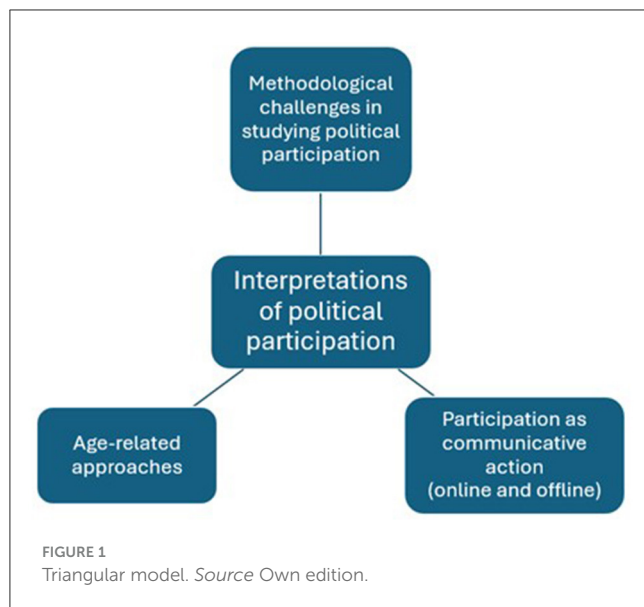 Methodological
challenges in
studying political
participation
Interpretations
of political
participation
Age-related
approaches
Participation as
communicative
action
(online and offline)
FIGURE 1
Triangular model. Source Own edition.